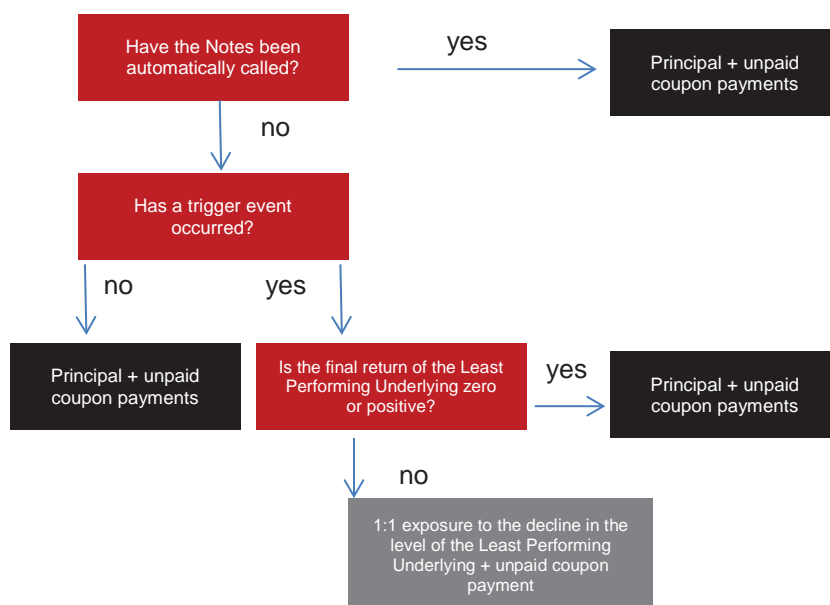 Have the Notes been
automatically called?
yes
Principal + unpaid
coupon payments
no
Has a trigger event
occurred?
no
yes
Principal + unpaid
coupon payments
Is the final return of the Least
Performing Underlying zero
or positive?
yes
Principal + unpaid
coupon payments
no
1:1 exposure to the decline in the
level of the Least Performing
Underlying + unpaid coupon
payment